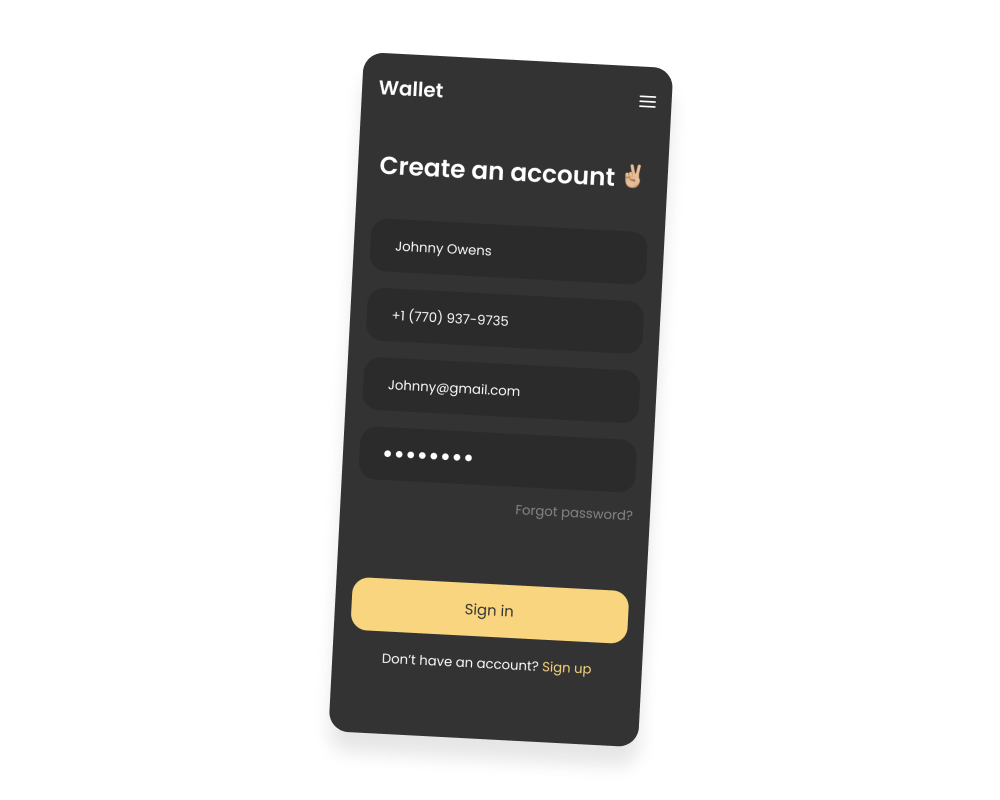 Wallet
Create an account ✌🏼
Johnny Owens
+1 (770) 937-9735
Johnny@gmail.com
●●●●●●●●
Forgot password?
Sign in
Don’t have an account? Sign up